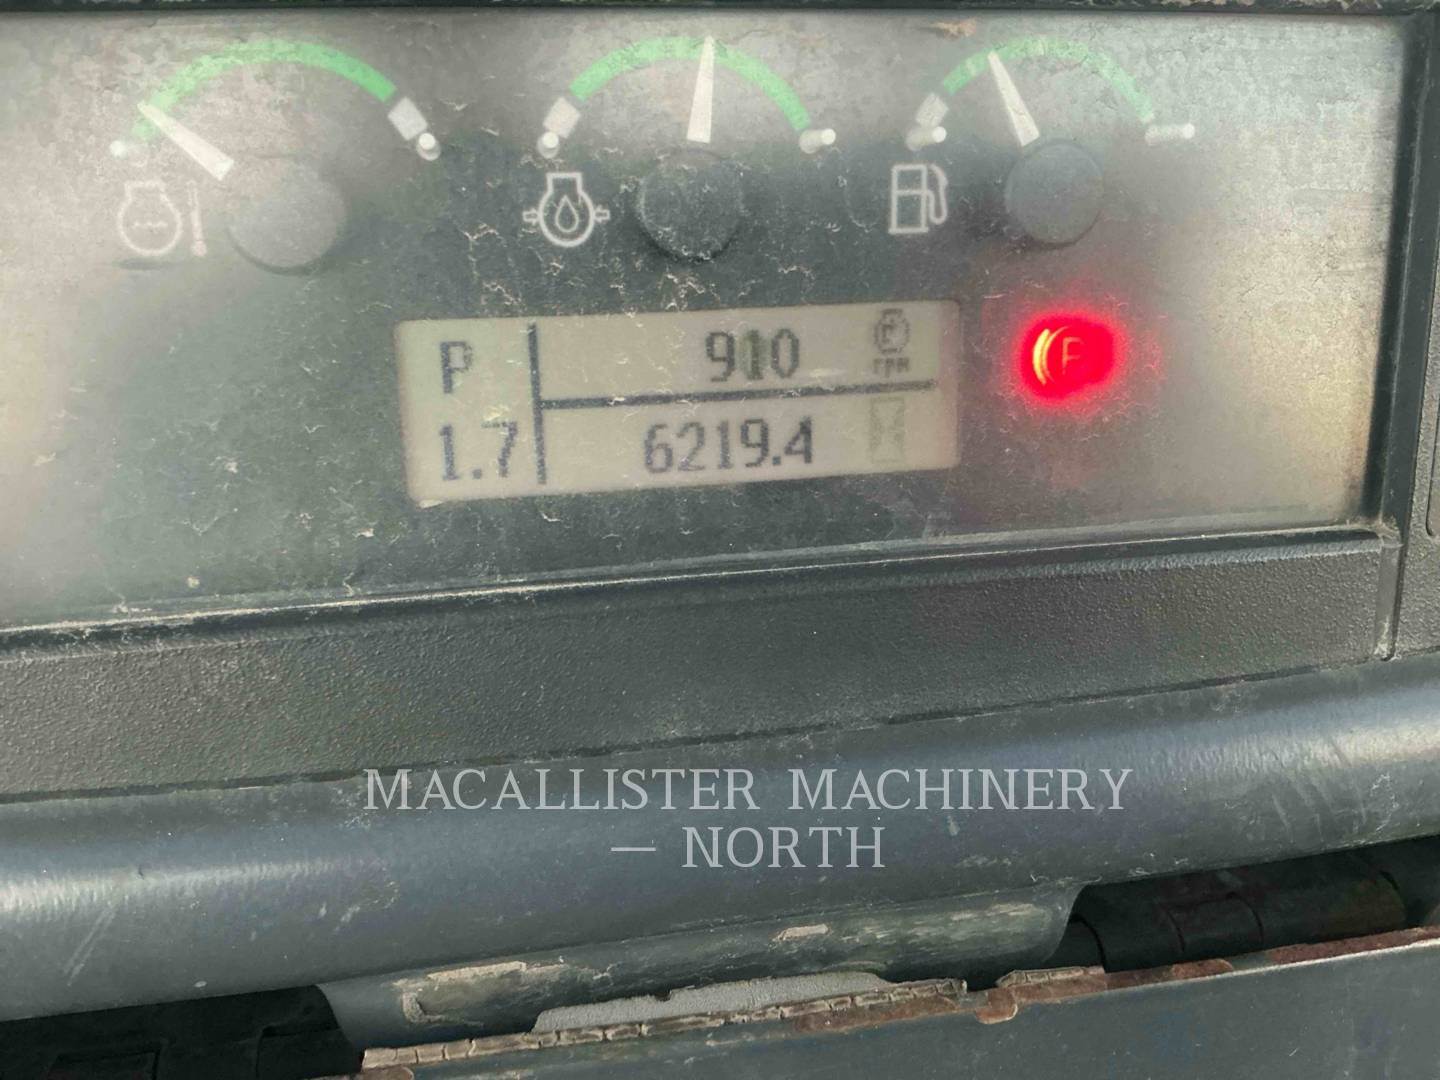 P 910
rpm
1.7 6219.4
P
MACALLISTER MACHINERY
— NORTH